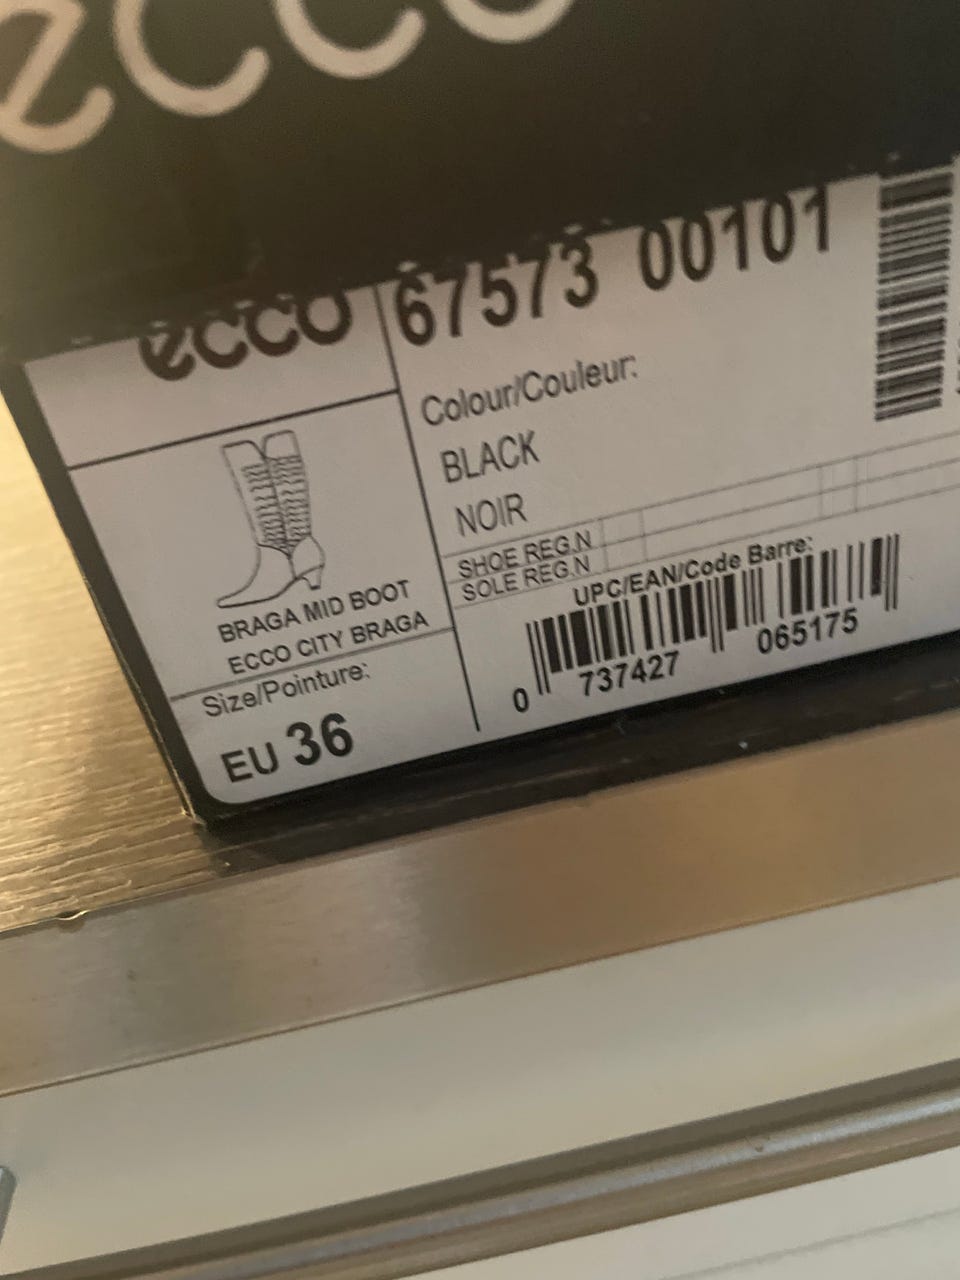 ecco
ecco
67573 00101
Colour/Couleur:
BLACK
NOIR
SHOE REG.N
SOLE REG.N
BRAGA MID BOOT
ECCO CITY BRAGA
Size/Pointure:
EU 36
UPC/EAN/Code Barre:
0 737427 065175